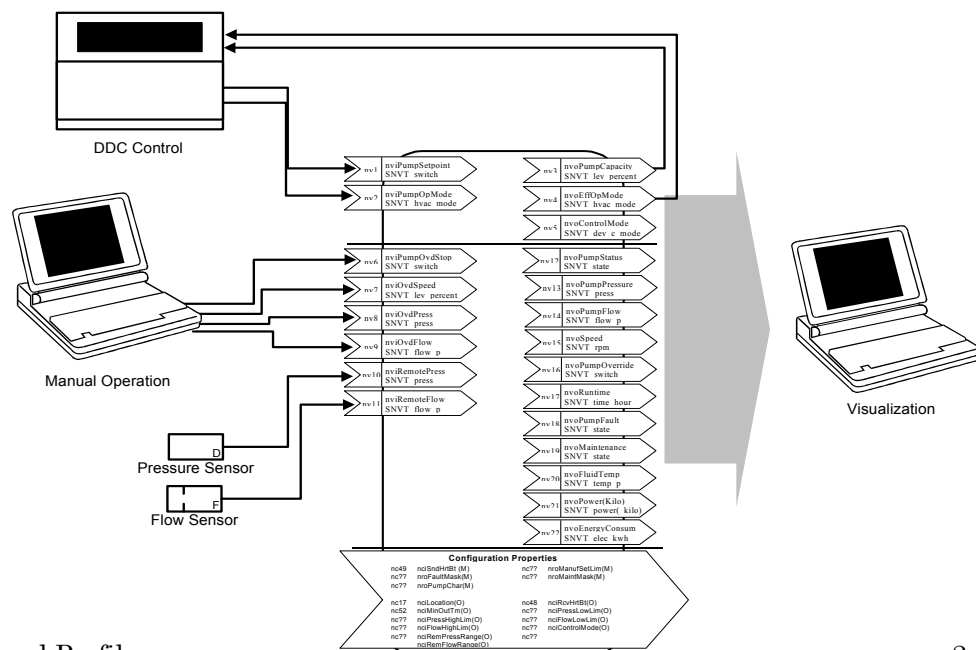 DDC Control
nv1 nviPumpSetpoint
SNVT switch
nv2 nviPumpOpMode
SNVT hvac mode
nv3 nvoPumpCapacity
SNVT lev percent
nv4 nvoEffOpMode
SNVT hvac mode
nv5 nvoControlMode
SNVT dev c mode
Manual Operation
nv6 nviPumpOvdStop
SNVT switch
nv7 nviOvdSpeed
SNVT lev percent
nv8 nviOvdPress
SNVT press
nv9 nviOvdFlow
SNVT flow p
nv10 nviRemotePress
SNVT press
nv11 nviRemoteFlow
SNVT flow p
D
Pressure Sensor
F
Flow Sensor
nv12 nvoPumpStatus
SNVT state
nv13 nvoPumpPressure
SNVT press
nv14 nvoPumpFlow
SNVT flow p
nv15 nvoSpeed
SNVT rpm
nv16 nvoPumpOverride
SNVT switch
nv17 nvoRuntime
SNVT time hour
nv18 nvoPumpFault
SNVT state
nv19 nvoMaintenance
SNVT state
nv20 nvoFluidTemp
SNVT temp p
nv21 nvoPower(Kilo)
SNVT power( kilo)
nv22 nvoEnergyConsum
SNVT elec kwh
Visualization
Configuration Properties
nc49 nciSndHrtBt (M) nc?? nroManufSetLim(M)
nc?? nroFaultMask(M) nc?? nroMaintMask(M)
nc?? nroPumpChar(M)
nc17 nciLocation(O) nc48 nciRcvHrtBt(O)
nc52 nciMinOutTm(O) nc?? nciPressLowLim(O)
nc?? nciPressHighLim(O) nc?? nciFlowLowLim(O)
nc?? nciFlowHighLim(O) nc?? nciControlMode(O)
nc?? nciRemPressRange(O) nc??
nciRemFlowRange(O)